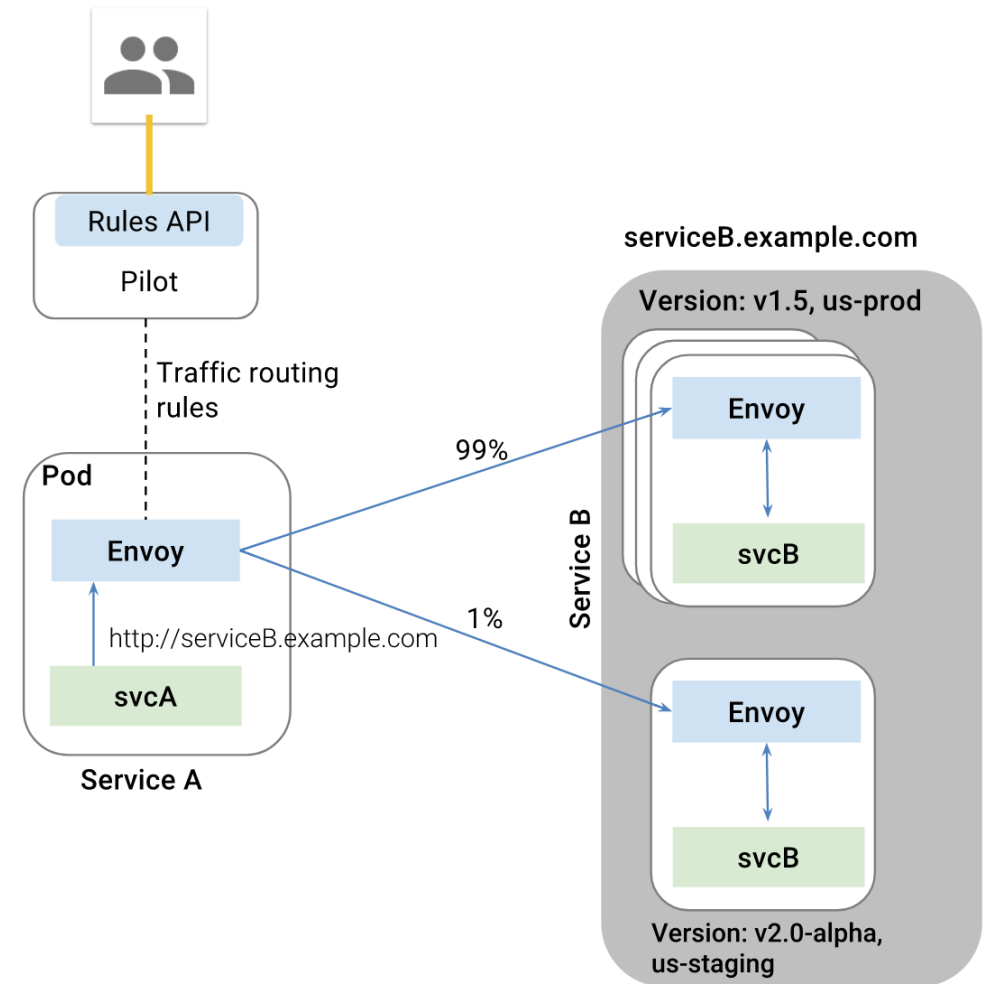 Rules API
Pilot
Traffic routing
rules
Pod
Envoy
http://serviceB.example.com
svcA
Service A
99%
1%
serviceB.example.com
Version: v1.5, us-prod
Envoy
svcB
Service B
Envoy
svcB
Version: v2.0-alpha,
us-staging